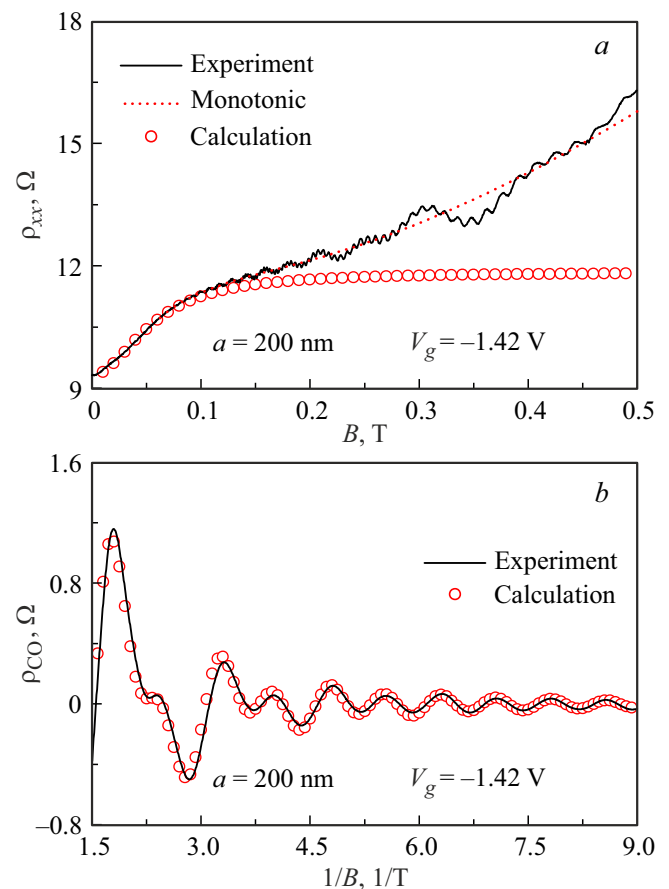 18
a
Experiment
Monotonic
Calculation
15
ρxx, Ω
12
a = 200 nm Vg = –1.42 V
9
0 0.1 0.2 0.3 0.4 0.5
B, T
1.6
b
Experiment
Calculation
0.8
ρCO, Ω
0
a = 200 nm Vg = –1.42 V
–0.8
1.5 3.0 4.5 6.0 7.5 9.0
1/B, 1/T